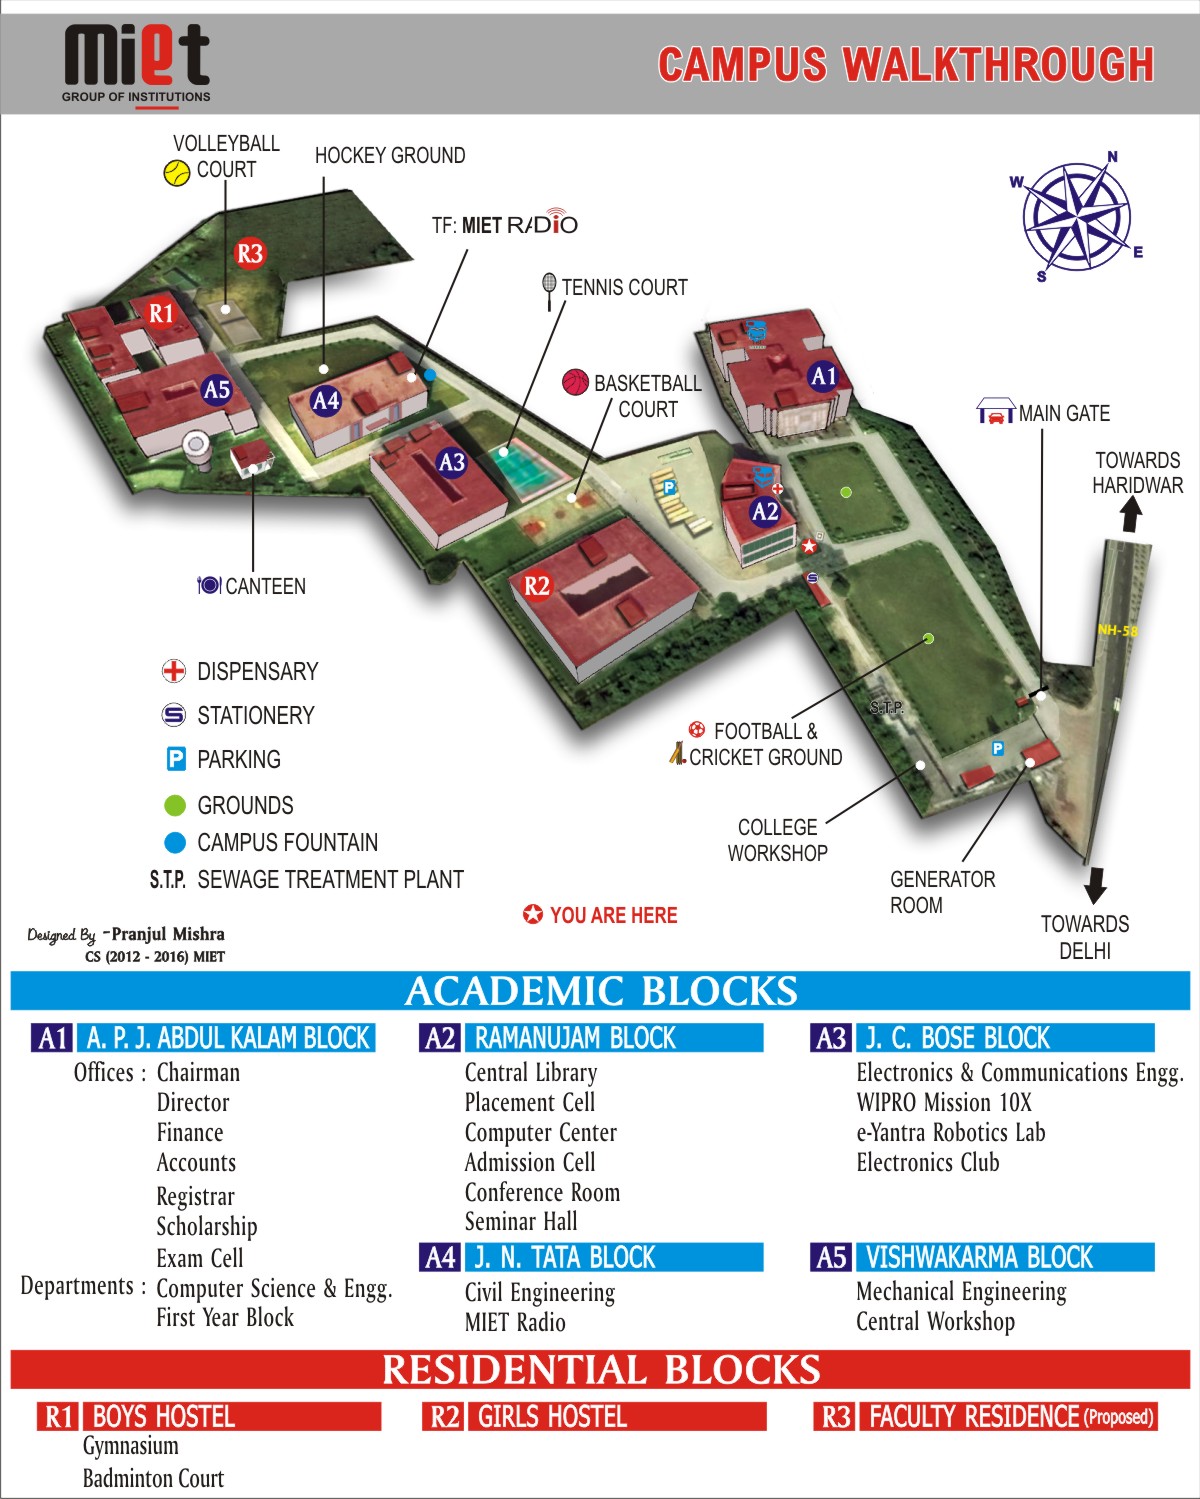 miet
GROUP OF INSTITUTIONS
CAMPUS WALKTHROUGH
VOLLEYBALL
COURT
HOCKEY GROUND
TF: MIET RADiO
TENNIS COURT
BASKETBALL
COURT
N
W
E
S
MAIN GATE
TOWARDS
HARIDWAR
R3
R1
A5
A4
A3
A1
P
A2
R2
S
NH-58
S.T.P.
P
CANTEEN
DISPENSARY
S STATIONERY
P PARKING
GROUNDS
CAMPUS FOUNTAIN
S.T.P. SEWAGE TREATMENT PLANT
FOOTBALL &
CRICKET GROUND
COLLEGE
WORKSHOP
GENERATOR
ROOM
TOWARDS
DELHI
YOU ARE HERE
Designed By - Pranjul Mishra
CS (2012 - 2016) MIET
ACADEMIC BLOCKS
A1 A. P. J. ABDUL KALAM BLOCK
Offices : Chairman
Director
Finance
Accounts
Registrar
Scholarship
Exam Cell
Departments : Computer Science & Engg.
First Year Block
A2 RAMANUJAM BLOCK
Central Library
Placement Cell
Computer Center
Admission Cell
Conference Room
Seminar Hall
A3 J. C. BOSE BLOCK
Electronics & Communications Engg.
WIPRO Mission 10X
e-Yantra Robotics Lab
Electronics Club
A4 J. N. TATA BLOCK
Civil Engineering
MIET Radio
A5 VISHWAKARMA BLOCK
Mechanical Engineering
Central Workshop
RESIDENTIAL BLOCKS
R1 BOYS HOSTEL
Gymnasium
Badminton Court
R2 GIRLS HOSTEL
R3 FACULTY RESIDENCE (Proposed)